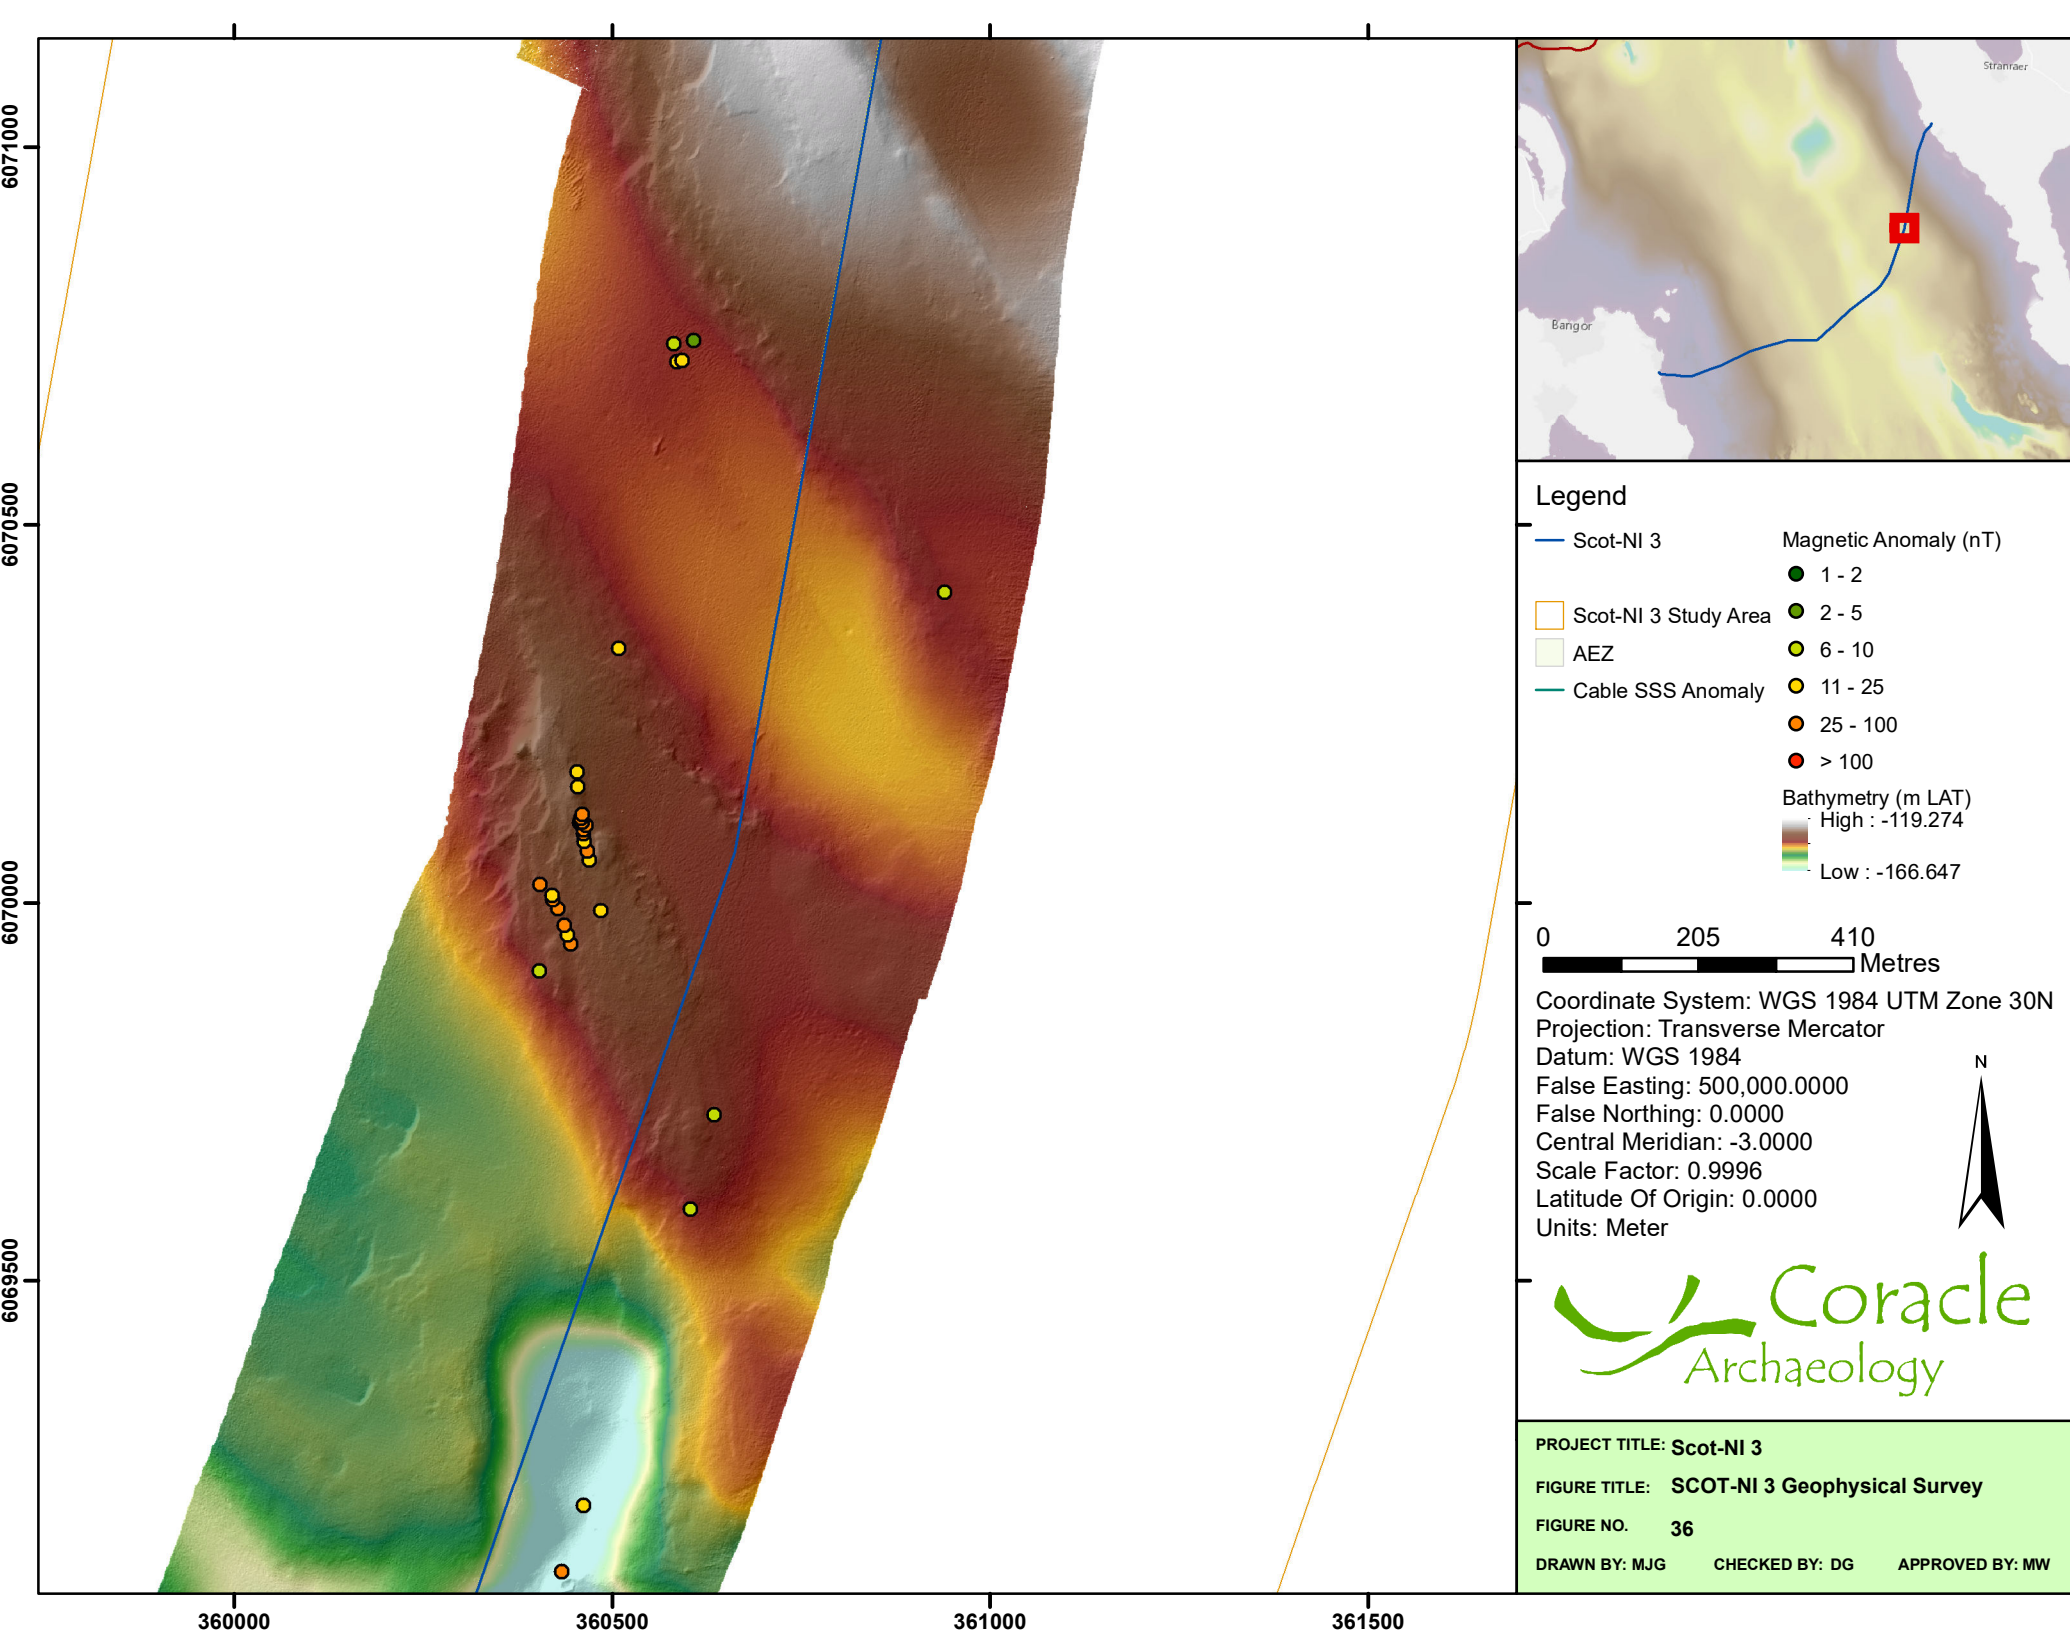 Stranraer
Bangor
6071000
6070500
6070000
6069500
360000
360500
361000
361500
Legend
Scot-NI 3
Scot-NI 3 Study Area
AEZ
Cable SSS Anomaly
Magnetic Anomaly (nT)
1 - 2
2 - 5
6 - 10
11 - 25
25 - 100
> 100
Bathymetry (m LAT)
High : -119.274
Low : -166.647
0 205 410
Metres
Coordinate System: WGS 1984 UTM Zone 30N
Projection: Transverse Mercator
Datum: WGS 1984
False Easting: 500,000.0000
False Northing: 0.0000
Central Meridian: -3.0000
Scale Factor: 0.9996
Latitude Of Origin: 0.0000
Units: Meter
N
Coracle
Archaeology
PROJECT TITLE: Scot-NI 3
FIGURE TITLE: SCOT-NI 3 Geophysical Survey
FIGURE NO. 36
DRAWN BY: MJG CHECKED BY: DG APPROVED BY: MW